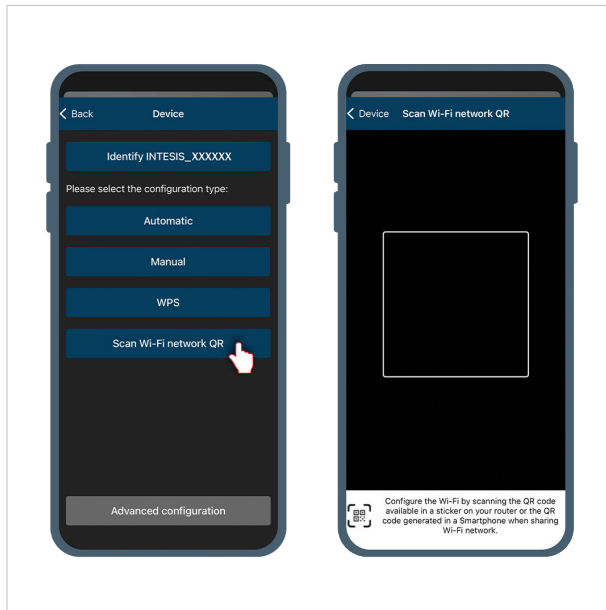 Back
Device
Identify INTESIS_XXXXXX
Please select the configuration type:
Automatic
Manual
WPS
Scan Wi-Fi network QR
Advanced configuration
Device
Scan Wi-Fi network QR
Configure the Wi-Fi by scanning the QR code
available in a sticker on your router or the QR
code generated in a Smartphone when sharing
Wi-Fi network.